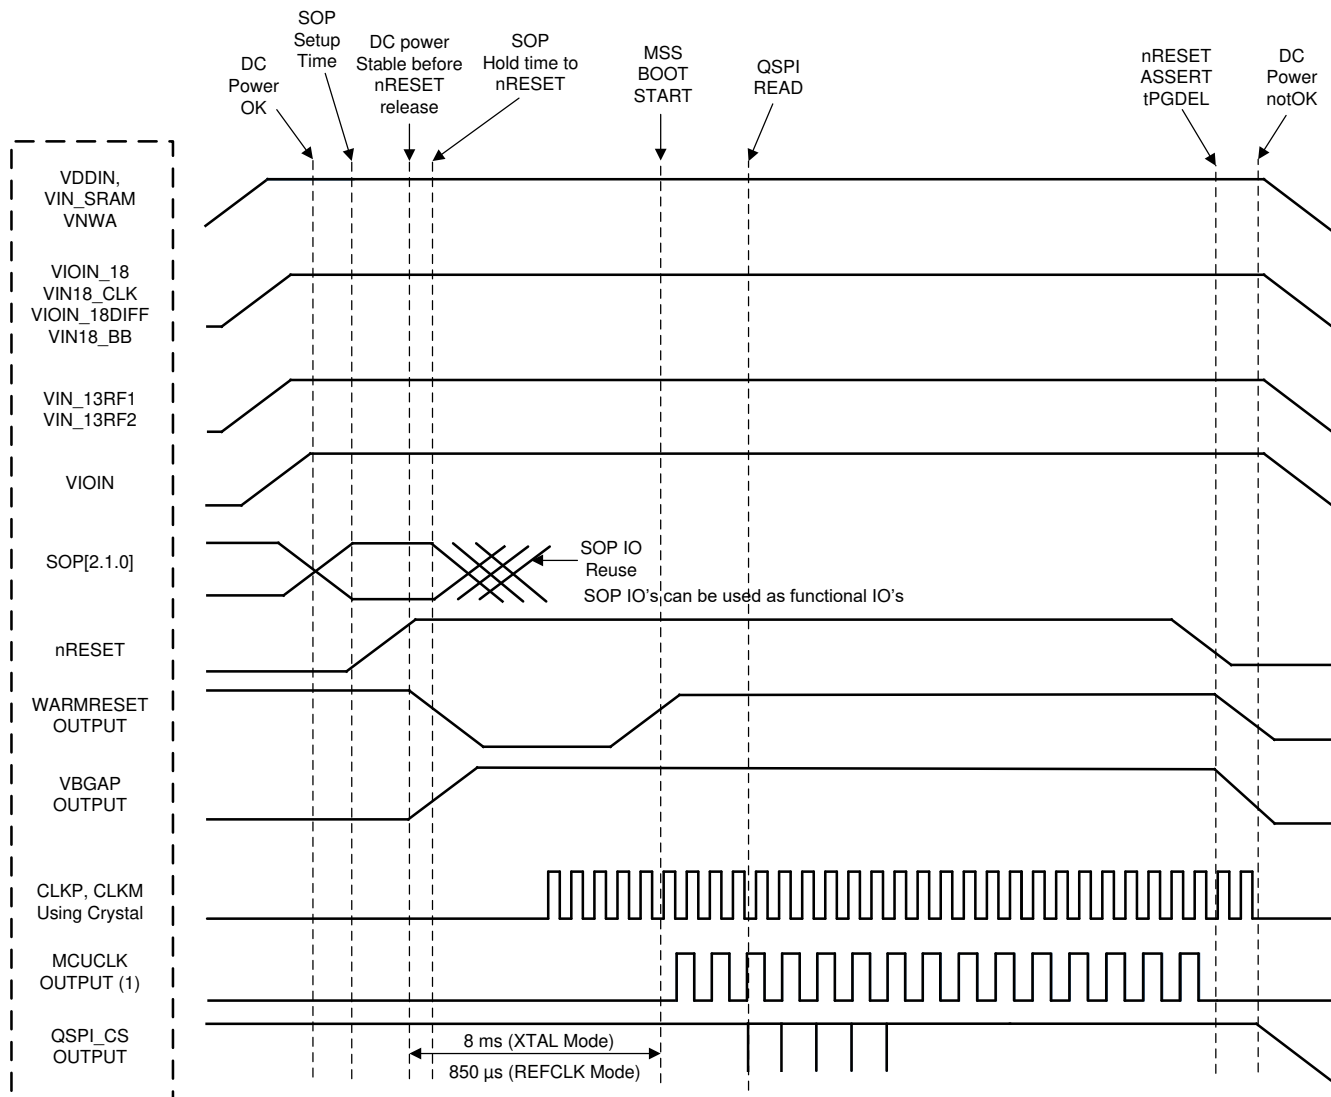 SOP
Setup
Time
DC
Power
OK
DC power
Stable before
nRESET
release
SOP
Hold time to
nRESET
MSS
BOOT
START
QSPI
READ
nRESET
ASSERT
tPGDEL
DC
Power
notOK
VDDIN,
VIN_SRAM
VNWA
VIOIN_18
VIN18_CLK
VIOIN_18DIFF
VIN18_BB
VIN_13RF1
VIN_13RF2
VIOIN
SOP[2.1.0]
SOP IO
Reuse
SOP IO's can be used as functional IO's
nRESET
WARMRESET
OUTPUT
VBGAP
OUTPUT
CLKP, CLKM
Using Crystal
MCUCLK
OUTPUT (1)
QSPI_CS
OUTPUT
8 ms (XTAL Mode)
850 µs (REFCLK Mode)